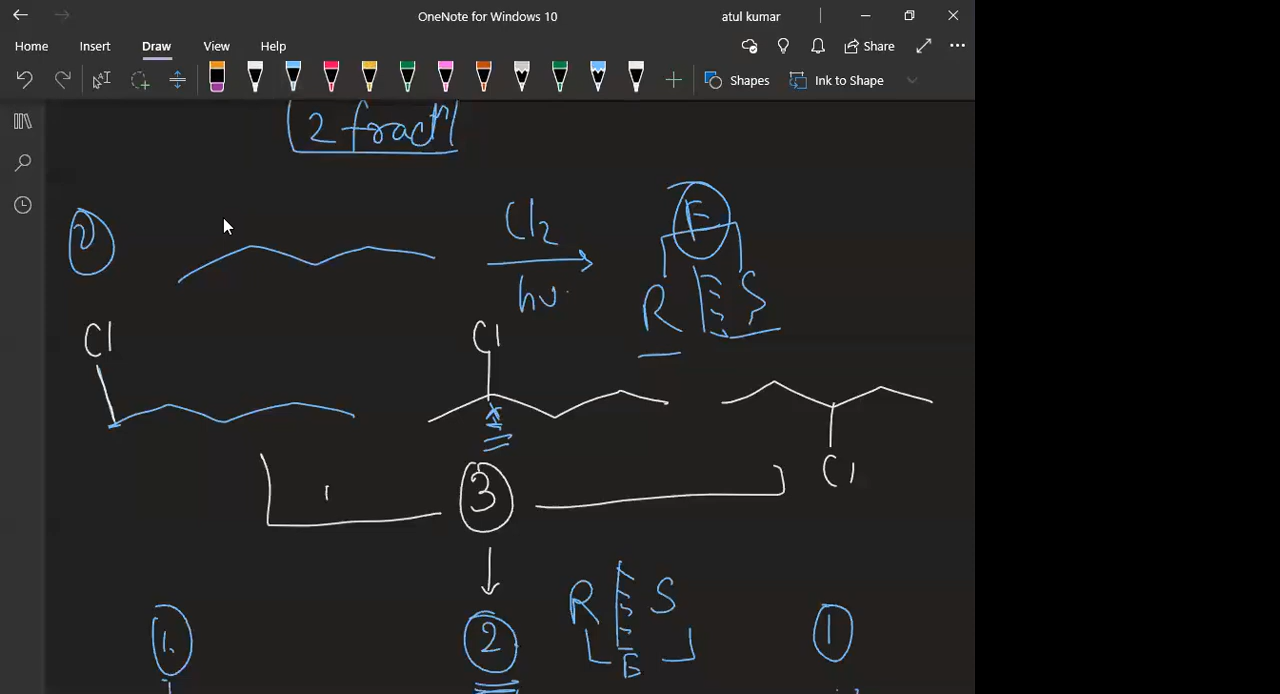 OneNote for Windows 10
atul kumar
Home Insert Draw View Help
Share
Shapes
Ink to Shape
2 fractn
2
Cl2
hν
E
R S
Cl
Cl
Cl
x
3
R S
E
1.
2
1